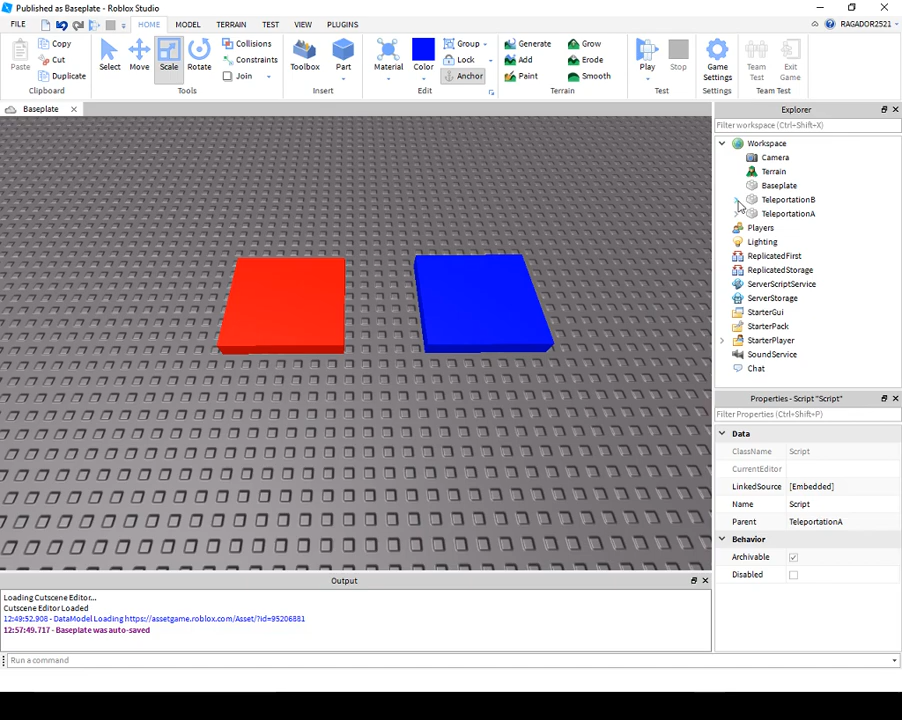 Published as Baseplate - Roblox Studio
FILE HOME MODEL TERRAIN TEST VIEW PLUGINS RAGADOR2521
Paste Copy Cut Duplicate
Select Move Scale Rotate Collisions Constraints Join
Toolbox Part
Material Color Group Lock Anchor
Generate Add Paint Grow Erode Smooth
Play Stop Game Settings Team Test Exit Game
Clipboard Tools Insert Edit Terrain Test Settings Team Test
Baseplate
Explorer
Filter workspace (Ctrl+Shift+X)
Workspace
Camera
Terrain
Baseplate
TeleportationB
TeleportationA
Players
Lighting
ReplicatedFirst
ReplicatedStorage
ServerScriptService
ServerStorage
StarterGui
StarterPack
StarterPlayer
SoundService
Chat
Properties - Script "Script"
Filter Properties (Ctrl+Shift+P)
Data
ClassName Script
CurrentEditor
LinkedSource [Embedded]
Name Script
Parent TeleportationA
Behavior
Archivable
Disabled
Output
Loading Cutscene Editor...
Cutscene Editor Loaded
12:49:52.908 - DataModel Loading https://assetgame.roblox.com/Asset/?id=95206881
12:57:49.717 - Baseplate was auto-saved
Run a command